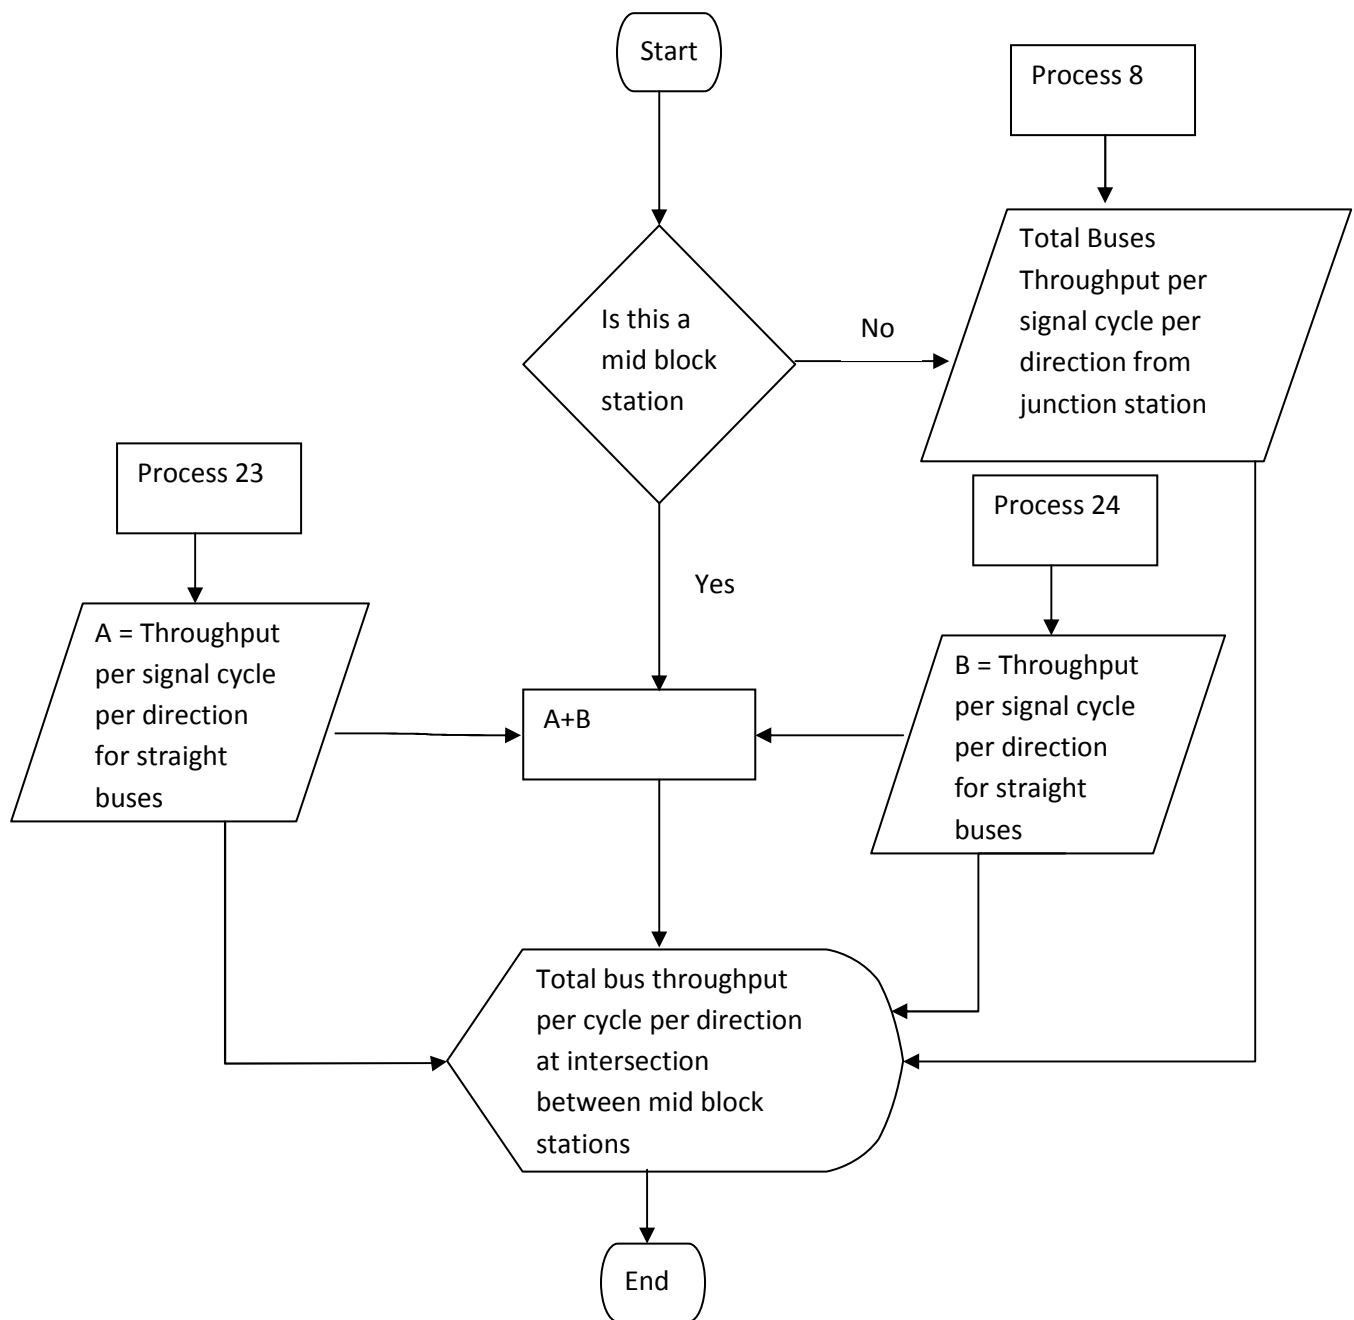 Start
Process 8
Total Buses
Throughput per
signal cycle per
direction from
junction station
Is this a
mid block
station
No
Process 23
Process 24
Yes
A = Throughput
per signal cycle
per direction
for straight
buses
B = Throughput
per signal cycle
per direction
for straight
buses
A+B
Total bus throughput
per cycle per direction
at intersection
between mid block
stations
End